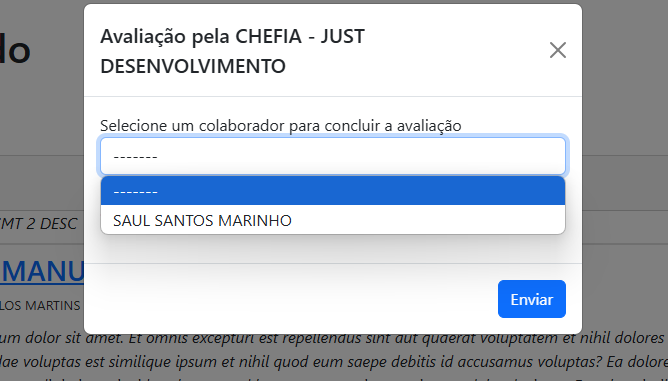 do
Avaliação pela CHEFIA - JUST
DESENVOLVIMENTO
Selecione um colaborador para concluir a avaliação
-------
-------
SAUL SANTOS MARINHO
MT 2 DESC
MANU
LOS MARTINS
Enviar
um dolor sit amet. Et omnis excepturi est repellendus sint aut quaerat voluptatem et nihil dolores
dae voluptas est similique ipsum et nihil quod eum saepe debitis id accusamus voluptas? Ea dolore